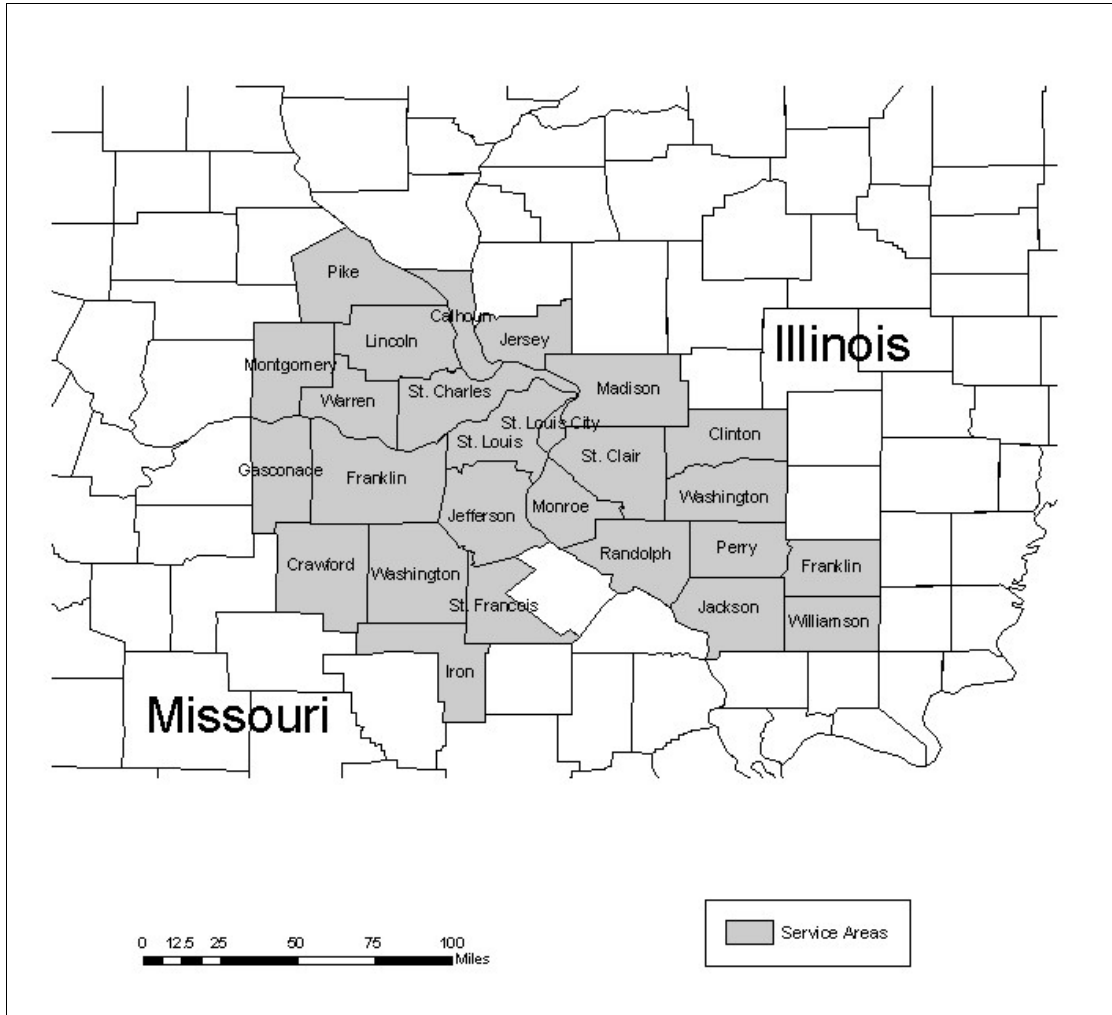 Pike
Calhoun
Lincoln
Jersey
Illinois
Montgomery
St. Charles
Madison
Warren
St. Louis City
Clinton
St. Louis
St. Clair
Gasconade
Franklin
Washington
Monroe
Jefferson
Perry
Randolph
Crawford
Washington
Franklin
St. Francois
Jackson
Williamson
Iron
Missouri
0 12.5 25 50 75 100
Miles
Service Areas